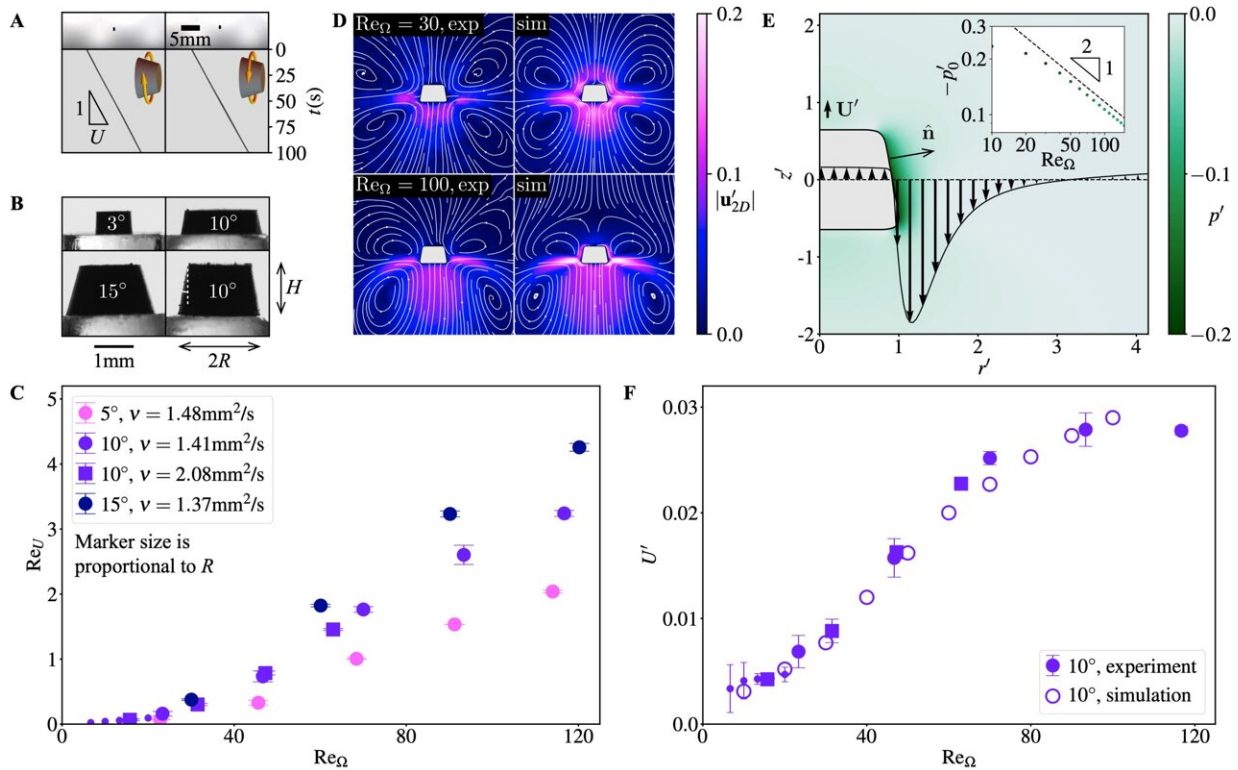 A
5mm
1
U
0
25
50
75
100
t(s)
B
3°
10°
15°
10°
H
1mm
2R
D
Re_Ω = 30, exp
sim
Re_Ω = 100, exp
sim
0.2
0.1
0.0
|u′_2D|
E
2
1
0
-1
-2
z′
0
1
2
3
4
r′
U′
n̂
0.3
0.2
0.1
−p′_0
10
20
50
100
Re_Ω
2
1
0.0
−0.1
−0.2
p′
C
5
4
3
2
1
0
Re_U
5°, ν = 1.48mm²/s
10°, ν = 1.41mm²/s
10°, ν = 2.08mm²/s
15°, ν = 1.37mm²/s
Marker size is
proportional to R
0
40
80
120
Re_Ω
F
0.03
0.02
0.01
0.00
U′
10°, experiment
10°, simulation
0
40
80
120
Re_Ω